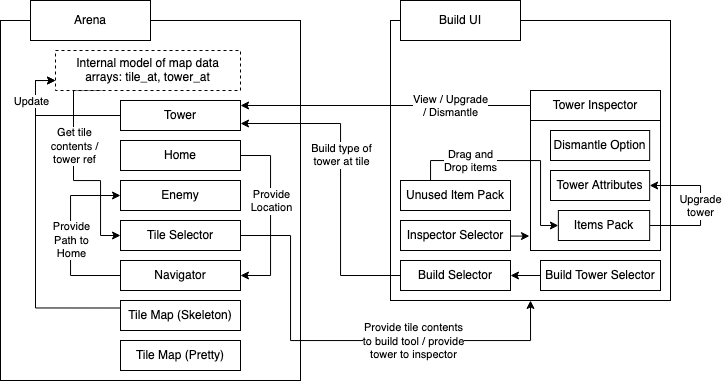 Arena
Build UI
Internal model of map data
arrays: tile_at, tower_at
Update
Tower
View / Upgrade
/ Dismantle
Tower Inspector
Get tile
contents /
tower ref
Home
Build type of
tower at tile
Drag and
Drop items
Dismantle Option
Enemy
Provide
Location
Unused Item Pack
Tower Attributes
Upgrade
tower
Provide
Path to
Home
Tile Selector
Inspector Selector
Items Pack
Navigator
Build Selector
Build Tower Selector
Tile Map (Skeleton)
Provide tile contents
to build tool / provide
tower to inspector
Tile Map (Pretty)